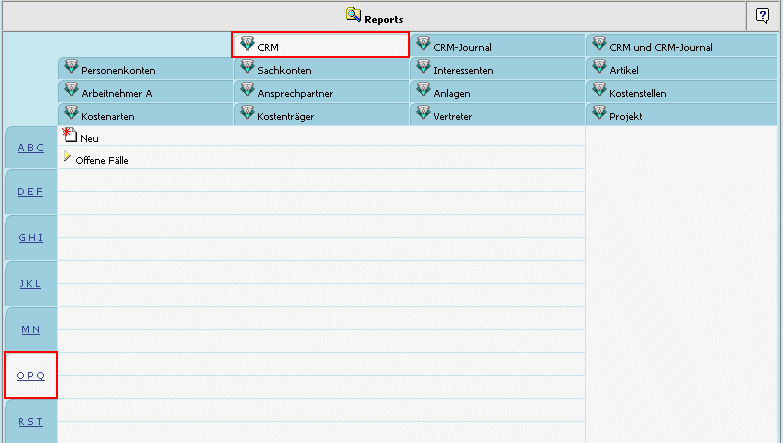 Reports
?
CRM CRM-Journal CRM und CRM-Journal
Personenkonten Sachkonten Interessenten Artikel
Arbeitnehmer A Ansprechpartner Anlagen Kostenstellen
Kostenarten Kostenträger Vertreter Projekt
Neu
A B C
Offene Fälle
D E F
G H I
J K L
M N
O P Q
R S T